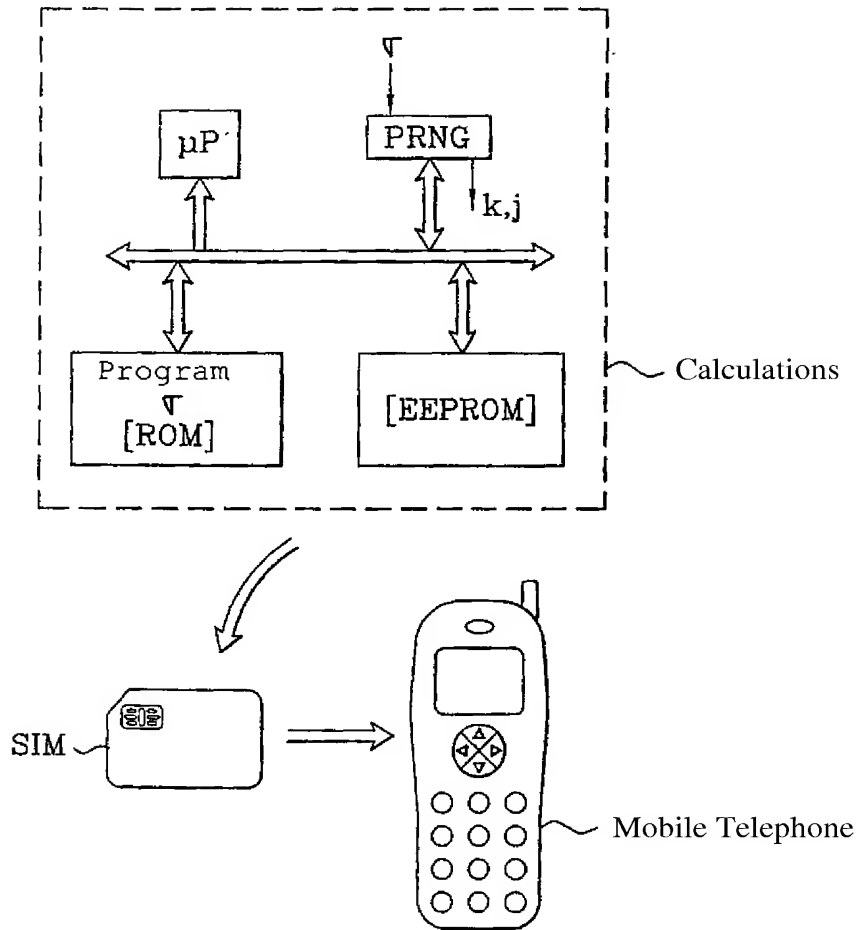 µP
PRNG
k,j
Program
[ROM]
[EEPROM]
Calculations
SIM
Mobile Telephone